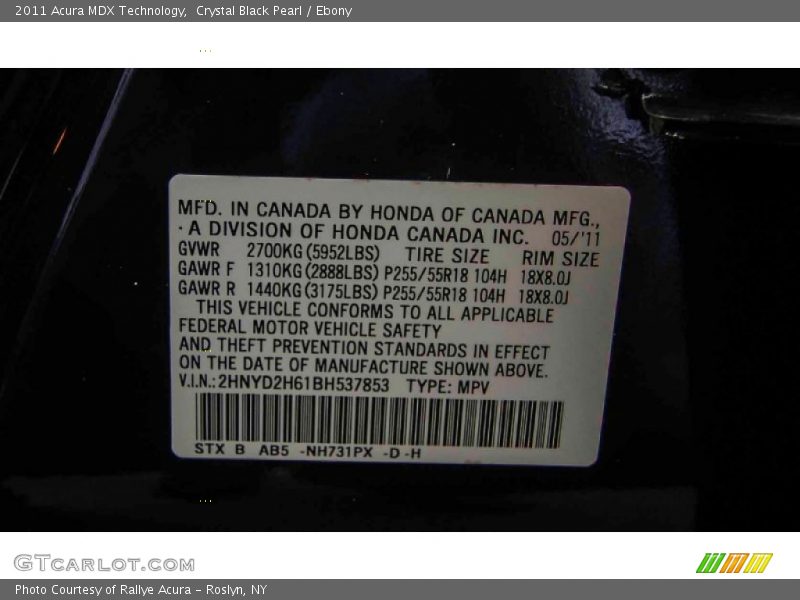 2011 Acura MDX Technology,  Crystal Black Pearl / Ebony
MFD. IN CANADA BY HONDA OF CANADA MFG.,
A DIVISION OF HONDA CANADA INC. 05/'11
GVWR 2700KG(5952LBS) TIRE SIZE RIM SIZE
GAWR F 1310KG(2888LBS) P255/55R18 104H 18X8.0J
GAWR R 1440KG(3175LBS) P255/55R18 104H 18X8.0J
THIS VEHICLE CONFORMS TO ALL APPLICABLE
FEDERAL MOTOR VEHICLE SAFETY
AND THEFT PREVENTION STANDARDS IN EFFECT
ON THE DATE OF MANUFACTURE SHOWN ABOVE.
V.I.N.:2HNYD2H61BH537853 TYPE: MPV
STX B AB5 -NH731PX -D-H
GTCARLOT.COM
Photo Courtesy of Rallye Acura - Roslyn, NY